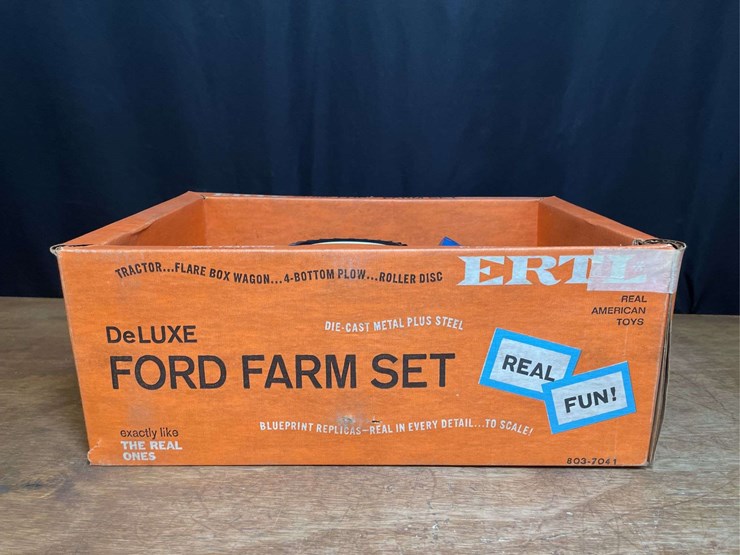 TRACTOR...FLARE BOX WAGON...4-BOTTOM PLOW...ROLLER DISC
ERTL
REAL
AMERICAN
TOYS
DeLUXE
DIE-CAST METAL PLUS STEEL
FORD FARM SET
REAL
FUN!
exactly like
THE REAL
ONES
BLUEPRINT REPLICAS—REAL IN EVERY DETAIL...TO SCALE!
803-7041